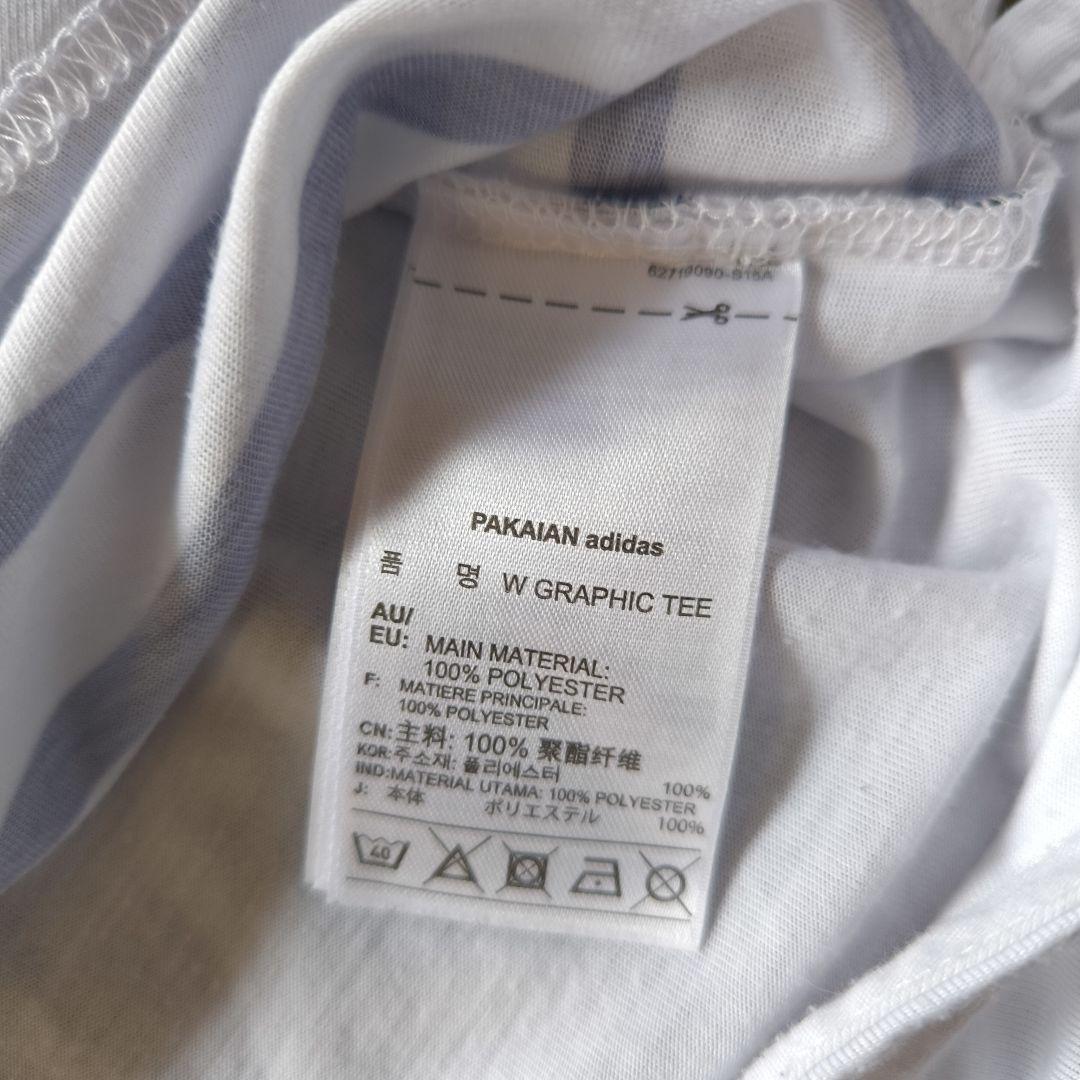 62719090-S15A
PAKAIAN adidas
품 명 W GRAPHIC TEE
AU/
EU: MAIN MATERIAL:
100% POLYESTER
F: MATIERE PRINCIPALE:
100% POLYESTER
CN: 主料: 100% 聚酯纤维
KOR: 주소재: 폴리에스터 100%
IND: MATERIAL UTAMA: 100% POLYESTER
J: 本体 ポリエステル 100%
40